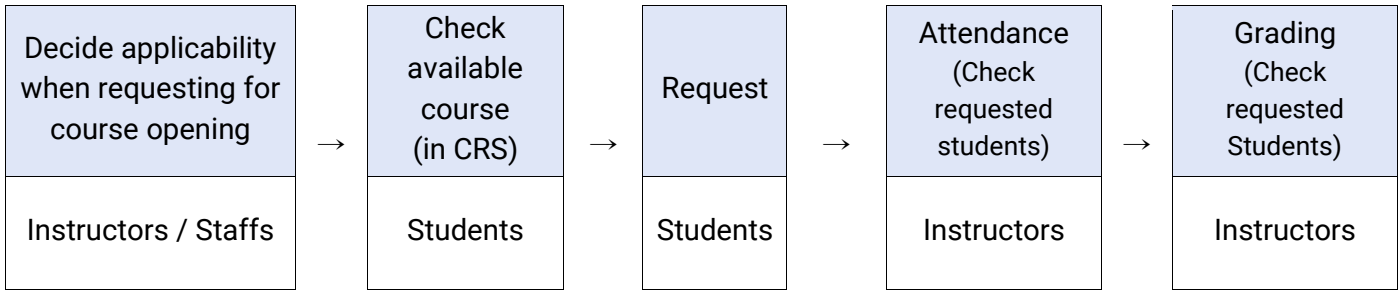 Decide applicability
when requesting for
course opening
Instructors / Staffs
→
Check
available
course
(in CRS)
Students
→
Request
Students
→
Attendance
(Check
requested
students)
Instructors
→
Grading
(Check
requested
Students)
Instructors